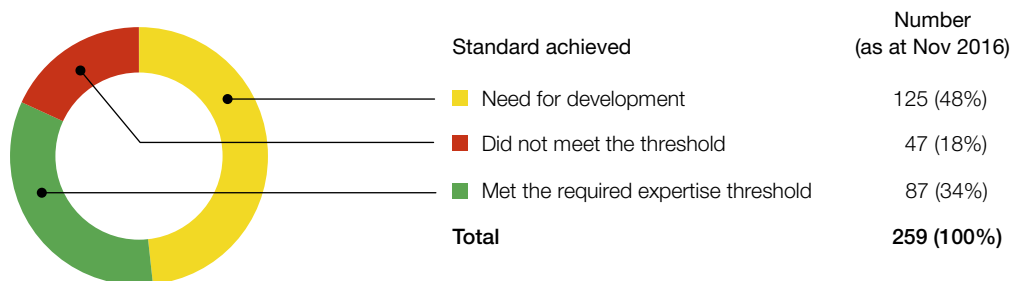 Number
Standard achieved (as at Nov 2016)
Need for development 125 (48%)
Did not meet the threshold 47 (18%)
Met the required expertise threshold 87 (34%)
Total 259 (100%)